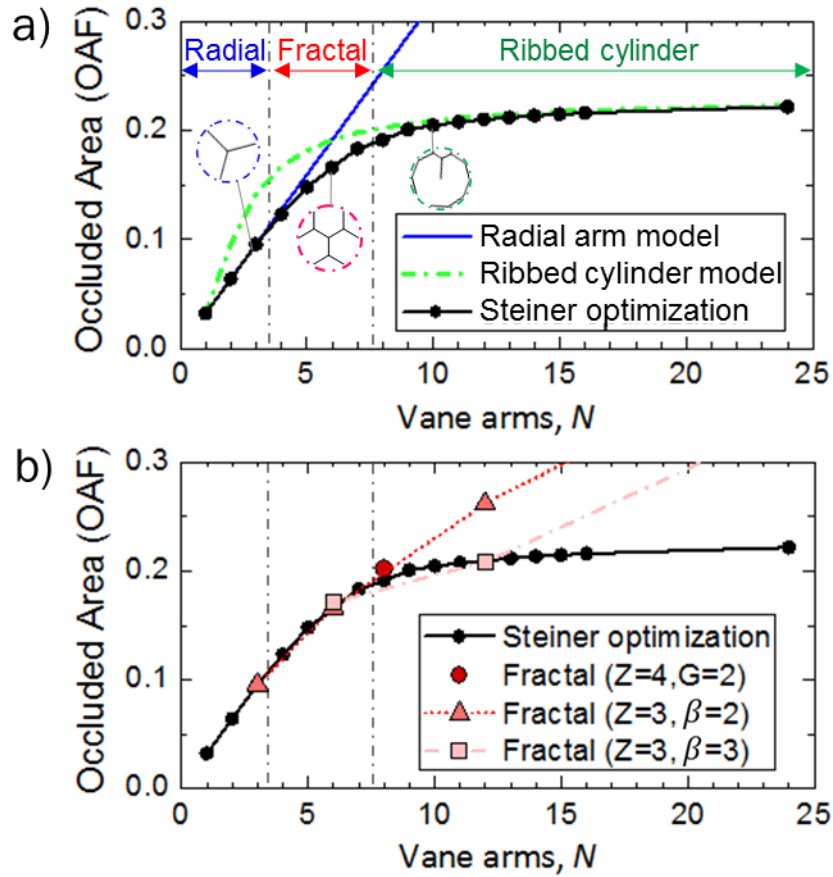 a)
Radial Fractal Ribbed cylinder
Occluded Area (OAF)
0.3
0.2
0.1
0.0
Radial arm model
Ribbed cylinder model
Steiner optimization
0 5 10 15 20 25
Vane arms, N
b)
Occluded Area (OAF)
0.3
0.2
0.1
0.0
Steiner optimization
Fractal (Z=4,G=2)
Fractal (Z=3, β=2)
Fractal (Z=3, β=3)
0 5 10 15 20 25
Vane arms, N